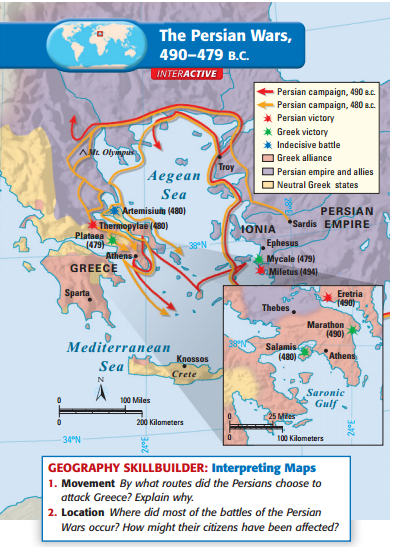 The Persian Wars,
490–479 B.C.
INTERACTIVE
Persian campaign, 490 B.C.
Persian campaign, 480 B.C.
Persian victory
Greek victory
Indecisive battle
Greek alliance
Persian empire and allies
Neutral Greek states
Mt. Olympus
Aegean
Sea
Troy
Artemisium (480)
Thermopylae (480)
Plataea
(479)
Athens
GREECE
Sparta
38°N
IONIA
Sardis
PERSIAN
EMPIRE
Ephesus
Mycale (479)
Miletus (494)
Mediterranean
Sea
Knossos
Crete
N
0
100 Miles
0
200 Kilometers
34°N
24°E
Eretria
(490)
Thebes
Marathon
(490)
38°N
Salamis
(480)
Athens
Saronic
Gulf
0
25 Miles
0
100 Kilometers
24°E
GEOGRAPHY SKILLBUILDER: Interpreting Maps
1. Movement By what routes did the Persians choose to
attack Greece? Explain why.
2. Location Where did most of the battles of the Persian
Wars occur? How might their citizens have been affected?